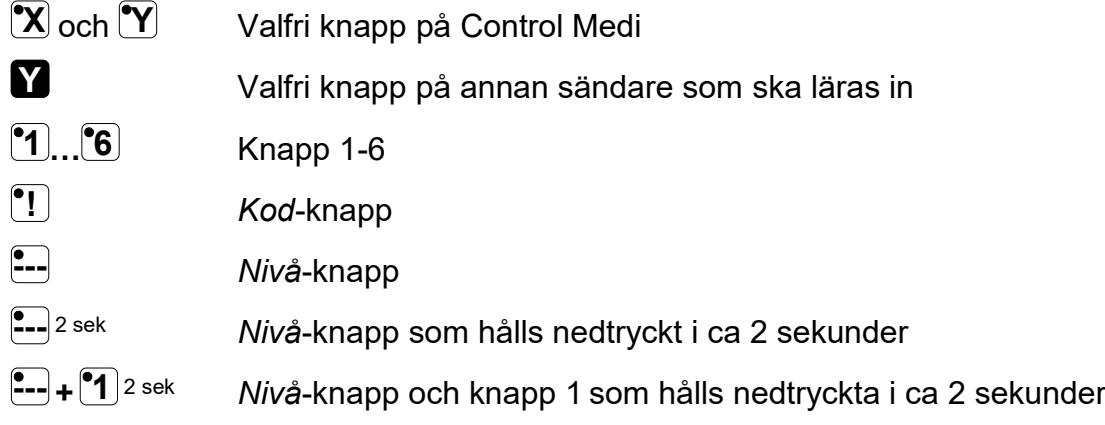 X och Y Valfri knapp på Control Medi
Y Valfri knapp på annan sändare som ska läras in
1...6 Knapp 1-6
! Kod-knapp
--- Nivå-knapp
--- 2 sek Nivå-knapp som hålls nedtryckt i ca 2 sekunder
--- + 1 2 sek Nivå-knapp och knapp 1 som hålls nedtryckta i ca 2 sekunder